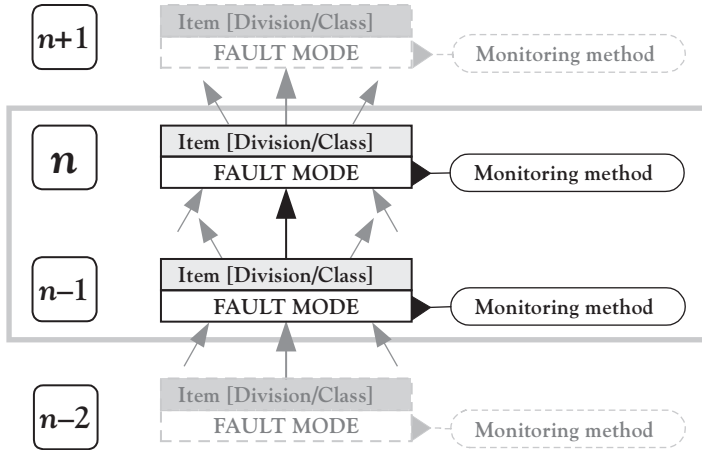 n+1
Item [Division/Class]
FAULT MODE
Monitoring method
n
Item [Division/Class]
FAULT MODE
Monitoring method
n–1
Item [Division/Class]
FAULT MODE
Monitoring method
n–2
Item [Division/Class]
FAULT MODE
Monitoring method